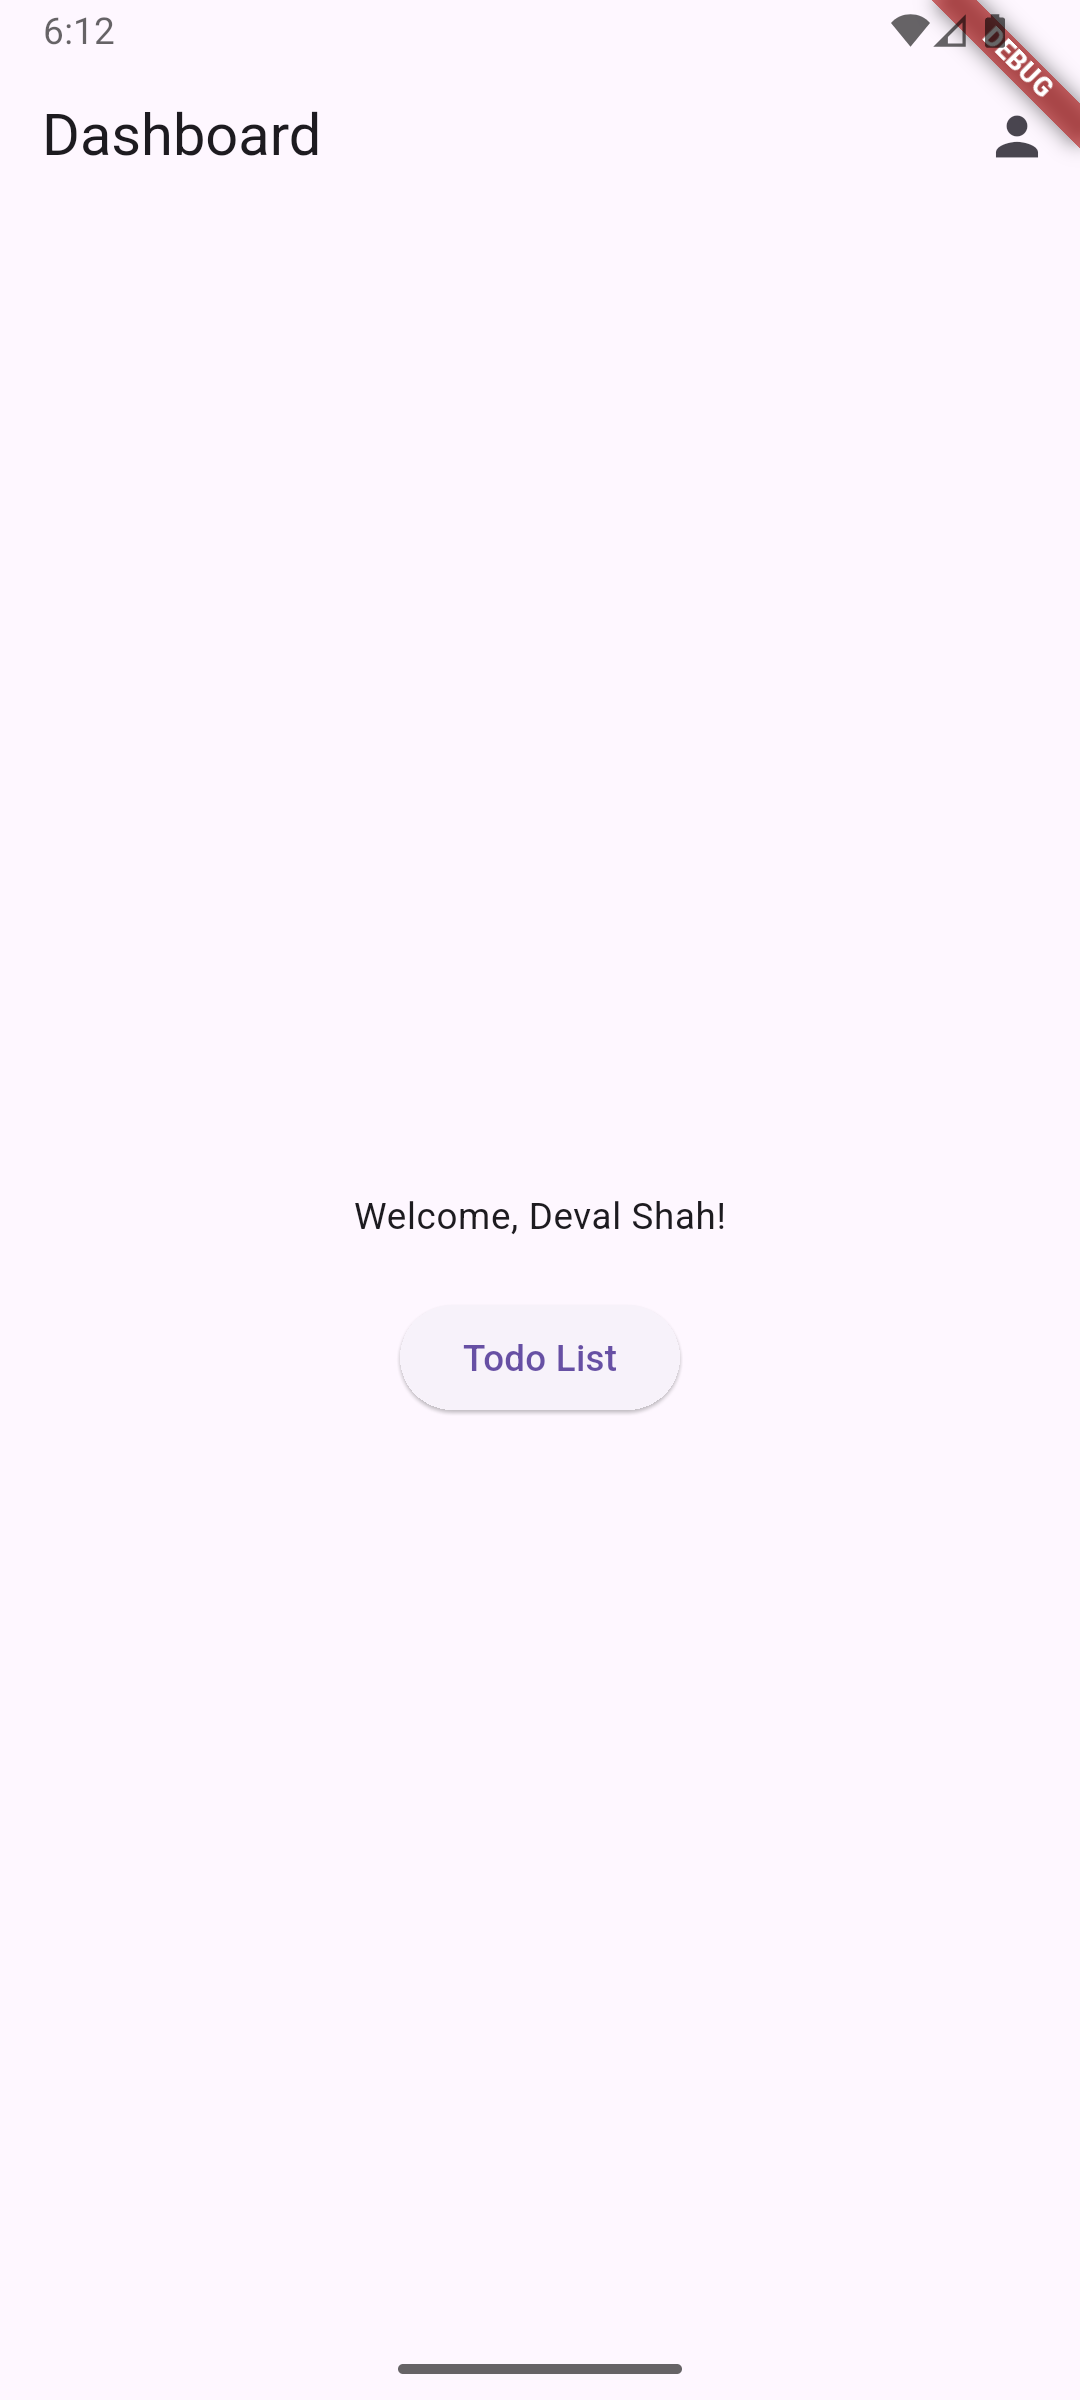 6:12
DEBUG
Dashboard
Welcome, Deval Shah!
Todo List